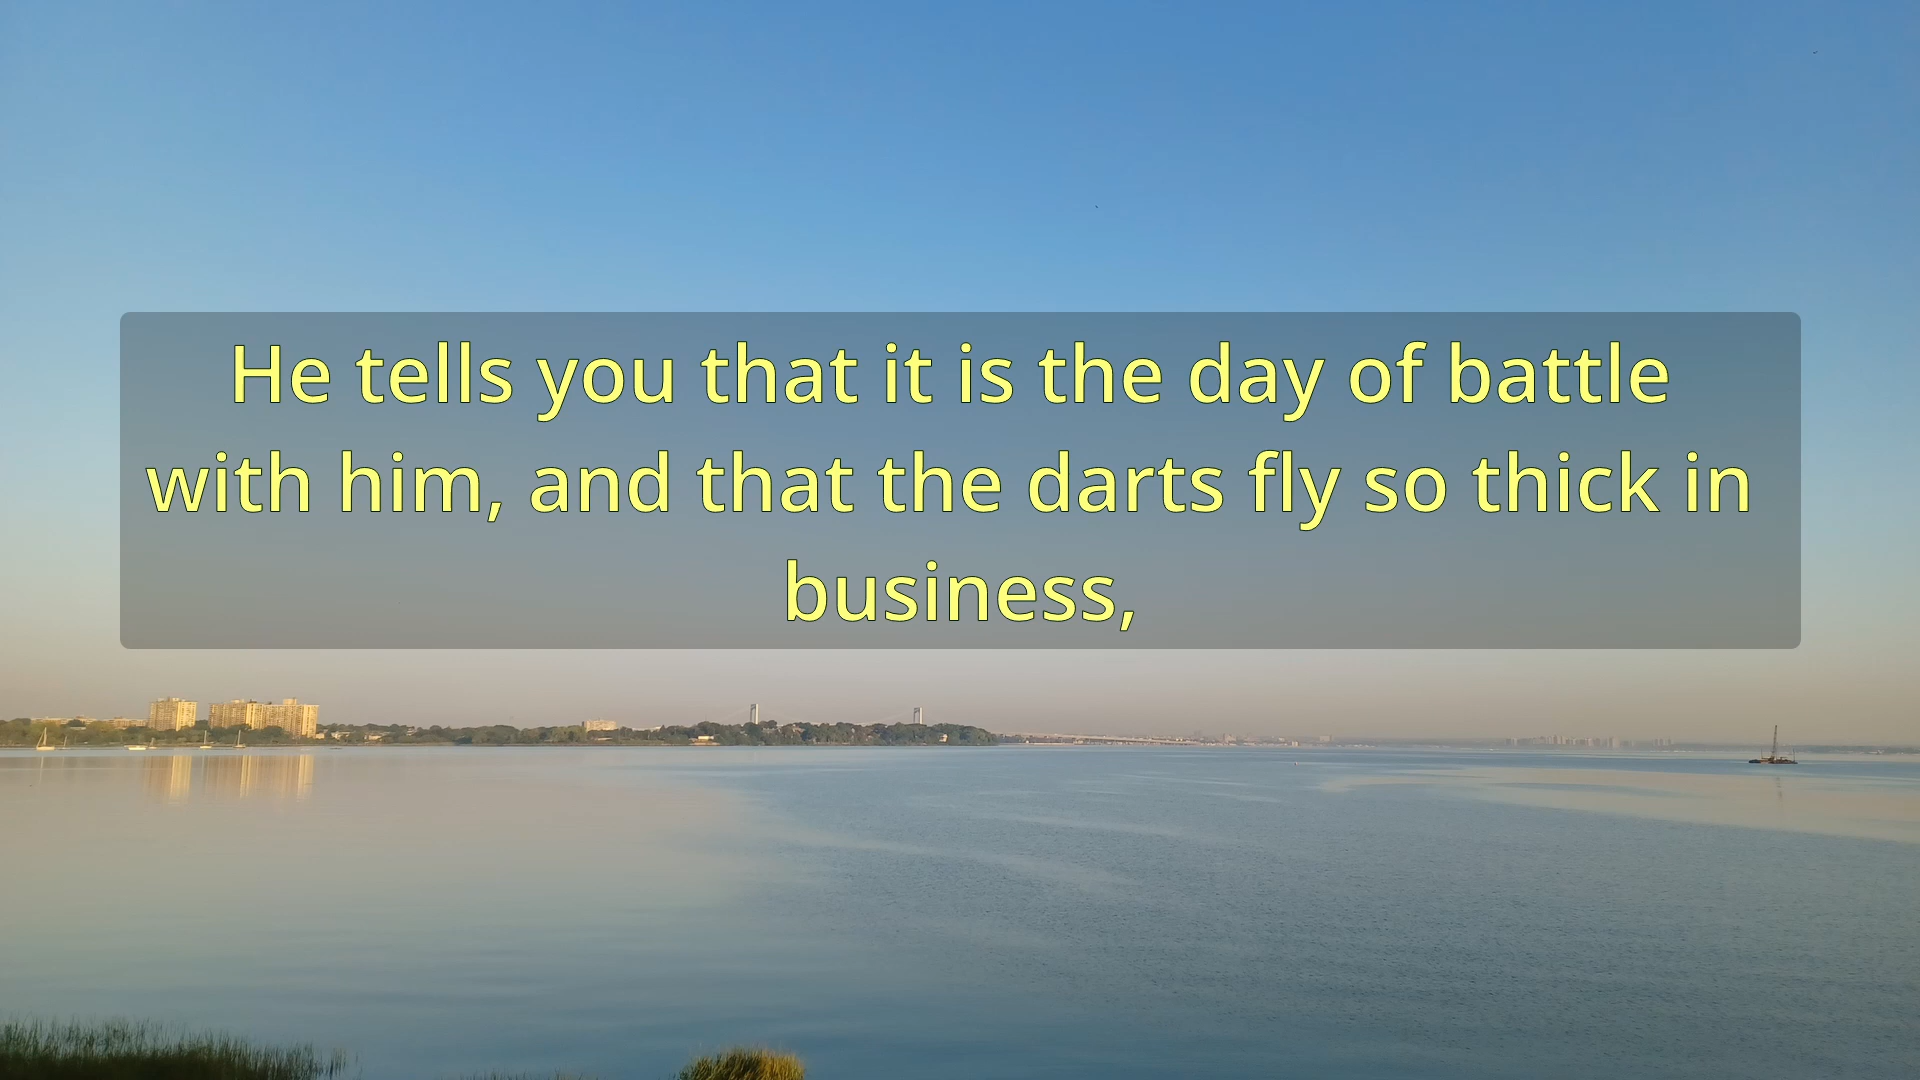 He tells you that it is the day of battle
with him, and that the darts fly so thick in
business,